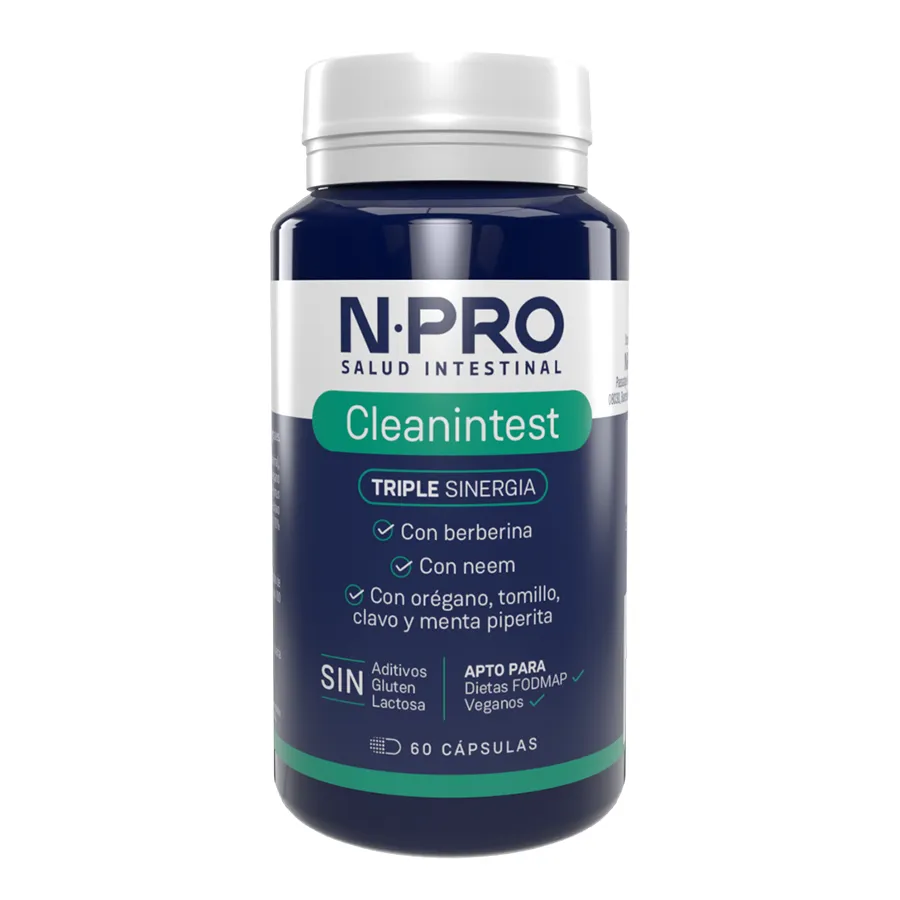 N·PRO
SALUD INTESTINAL
Cleanintest
TRIPLE SINERGIA
Con berberina
Con neem
Con orégano, tomillo,
clavo y menta piperita
SIN
Aditivos
Gluten
Lactosa
APTO PARA
Dietas FODMAP
Veganos
60 CÁPSULAS